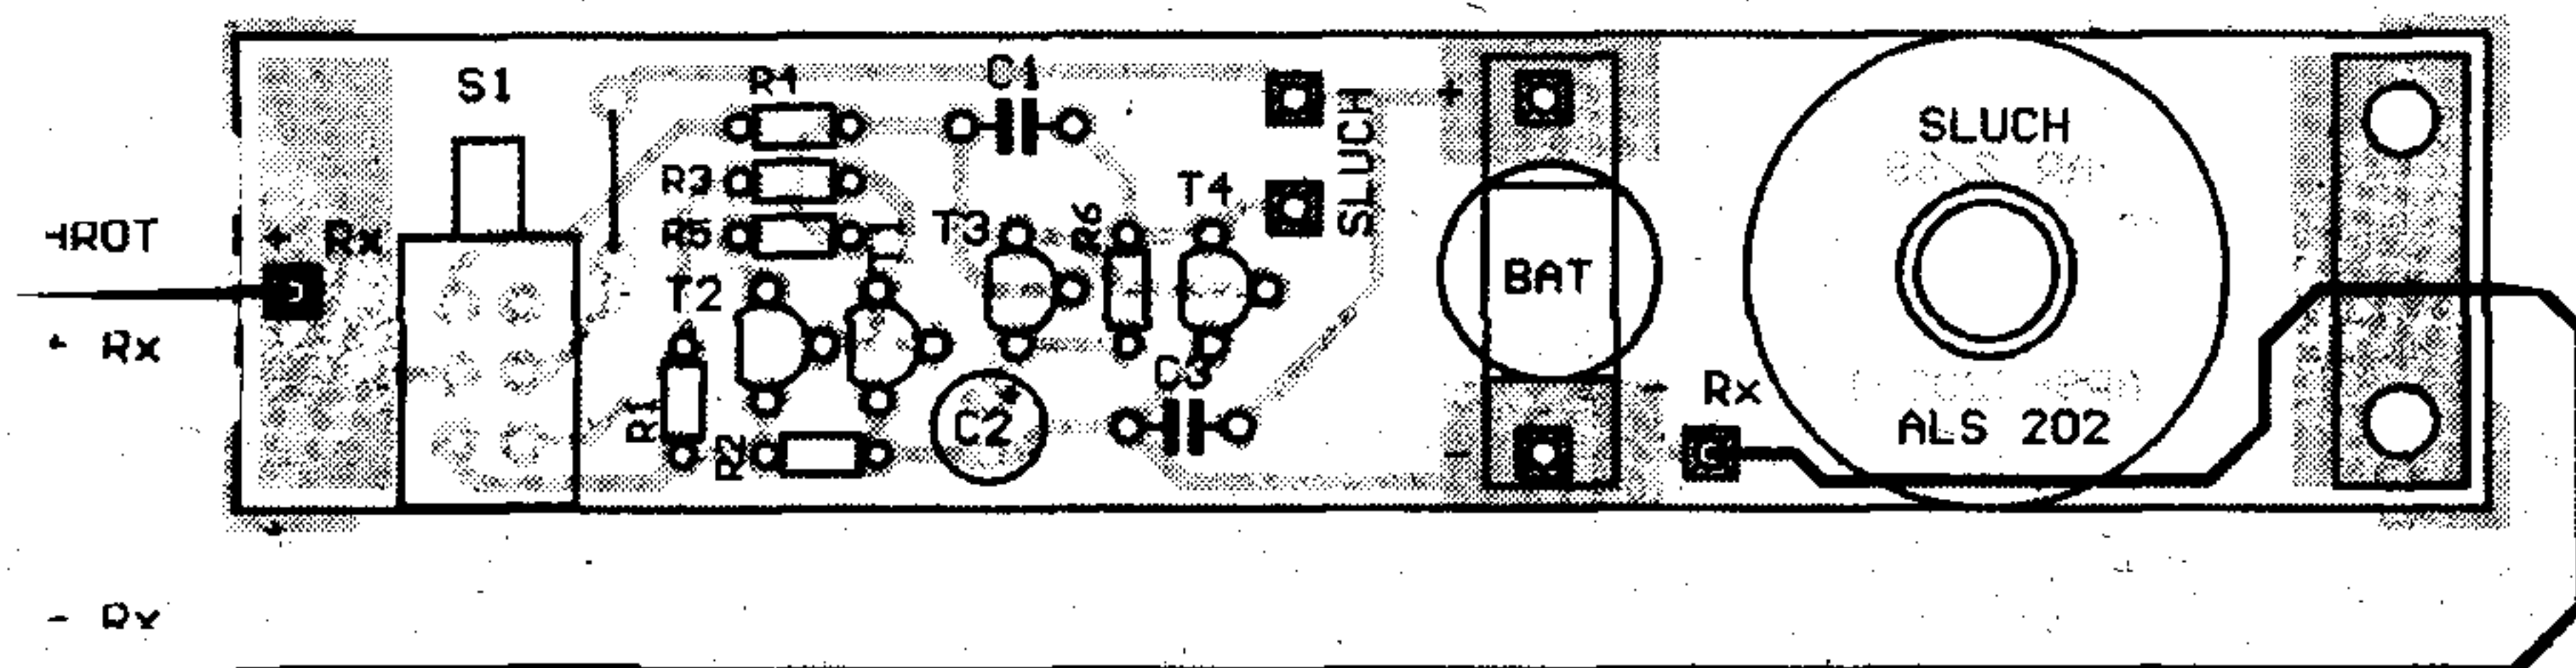 S1
R4
C1
R3
R5
T1
T2
T3
R6
T4
SLUCH
+
BAT
-
SLUCH
ALS 202
HROT
+ Rx
+ Rx
R1
R2
C2
+
C3
- Rx
+
- Rx